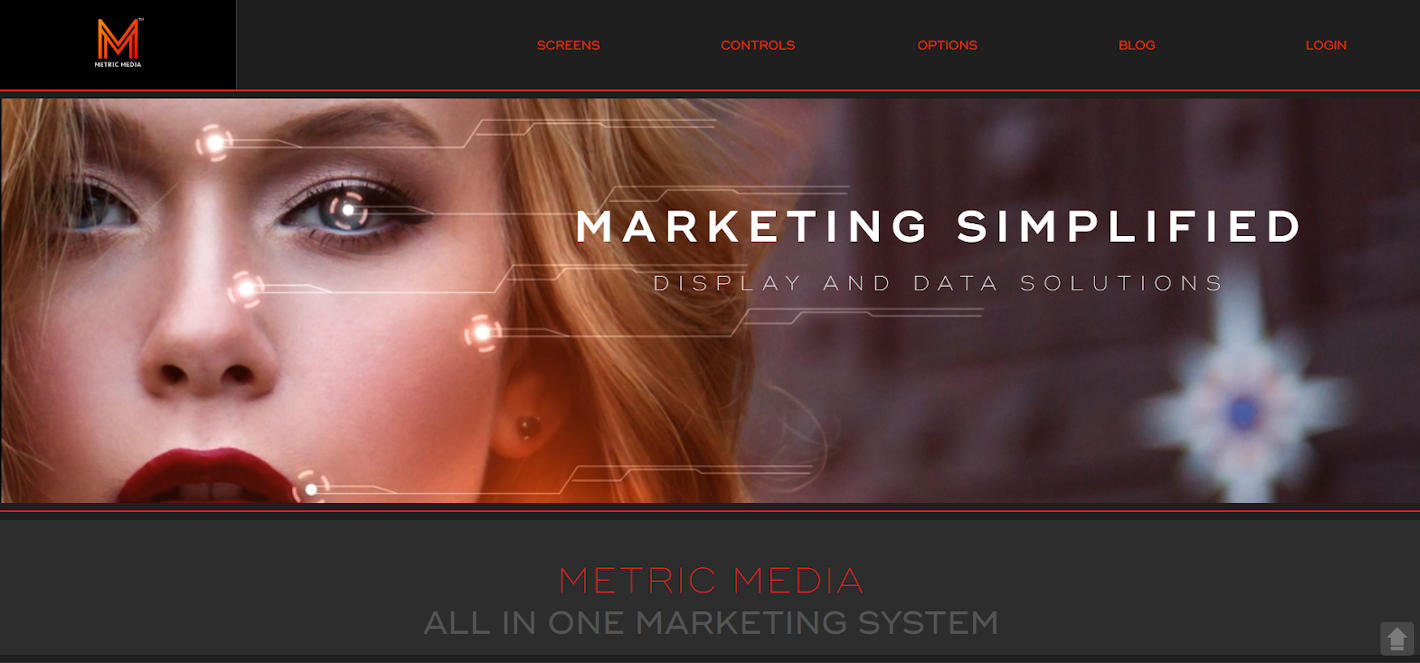 METRIC MEDIA
SCREENS CONTROLS OPTIONS BLOG LOGIN
MARKETING SIMPLIFIED
DISPLAY AND DATA SOLUTIONS
METRIC MEDIA
ALL IN ONE MARKETING SYSTEM